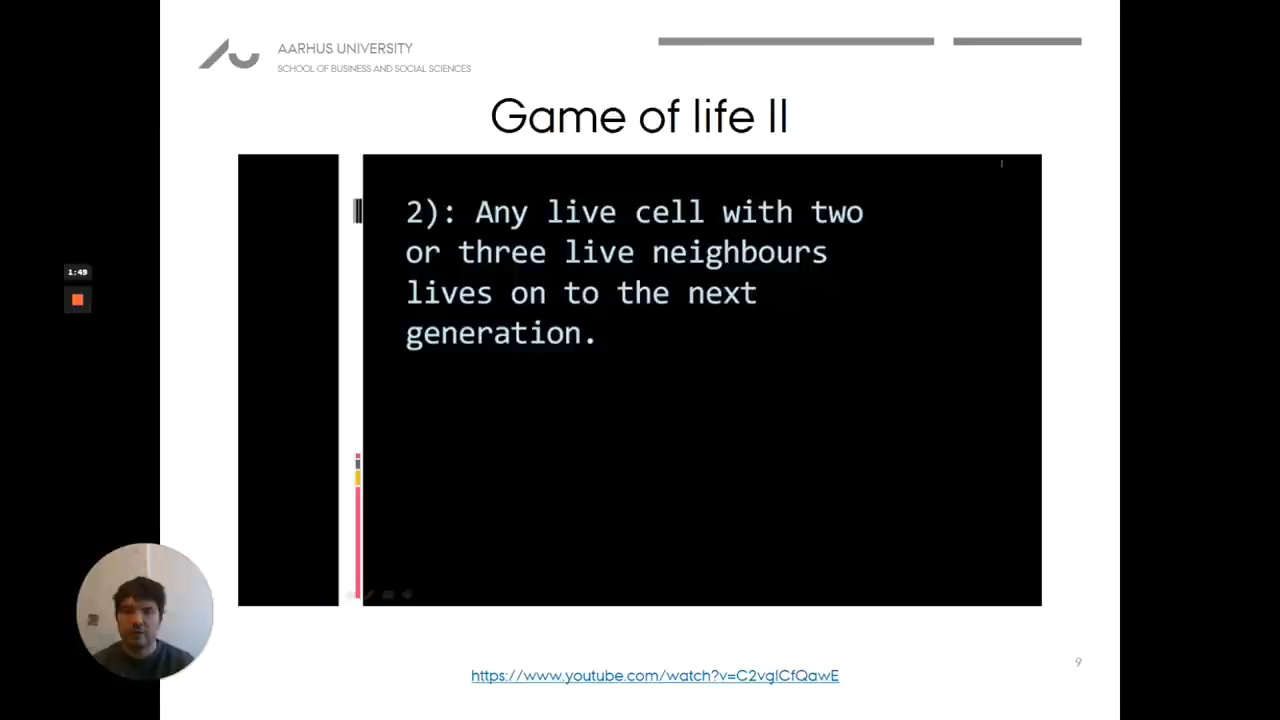 AARHUS UNIVERSITY
SCHOOL OF BUSINESS AND SOCIAL SCIENCES
Game of life II
2): Any live cell with two
or three live neighbours
lives on to the next
generation.
1:49
9
https://www.youtube.com/watch?v=C2vgICfQawE